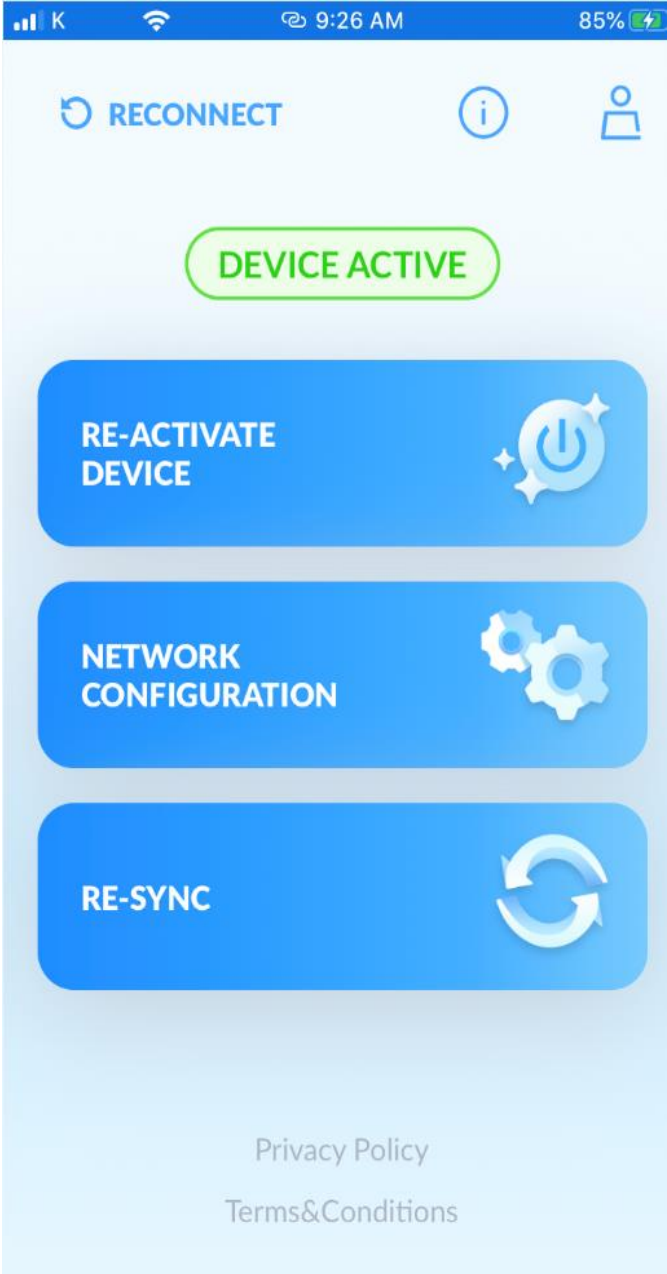 K 9:26 AM 85%
RECONNECT
DEVICE ACTIVE
RE-ACTIVATE
DEVICE
NETWORK
CONFIGURATION
RE-SYNC
Privacy Policy
Terms&Conditions